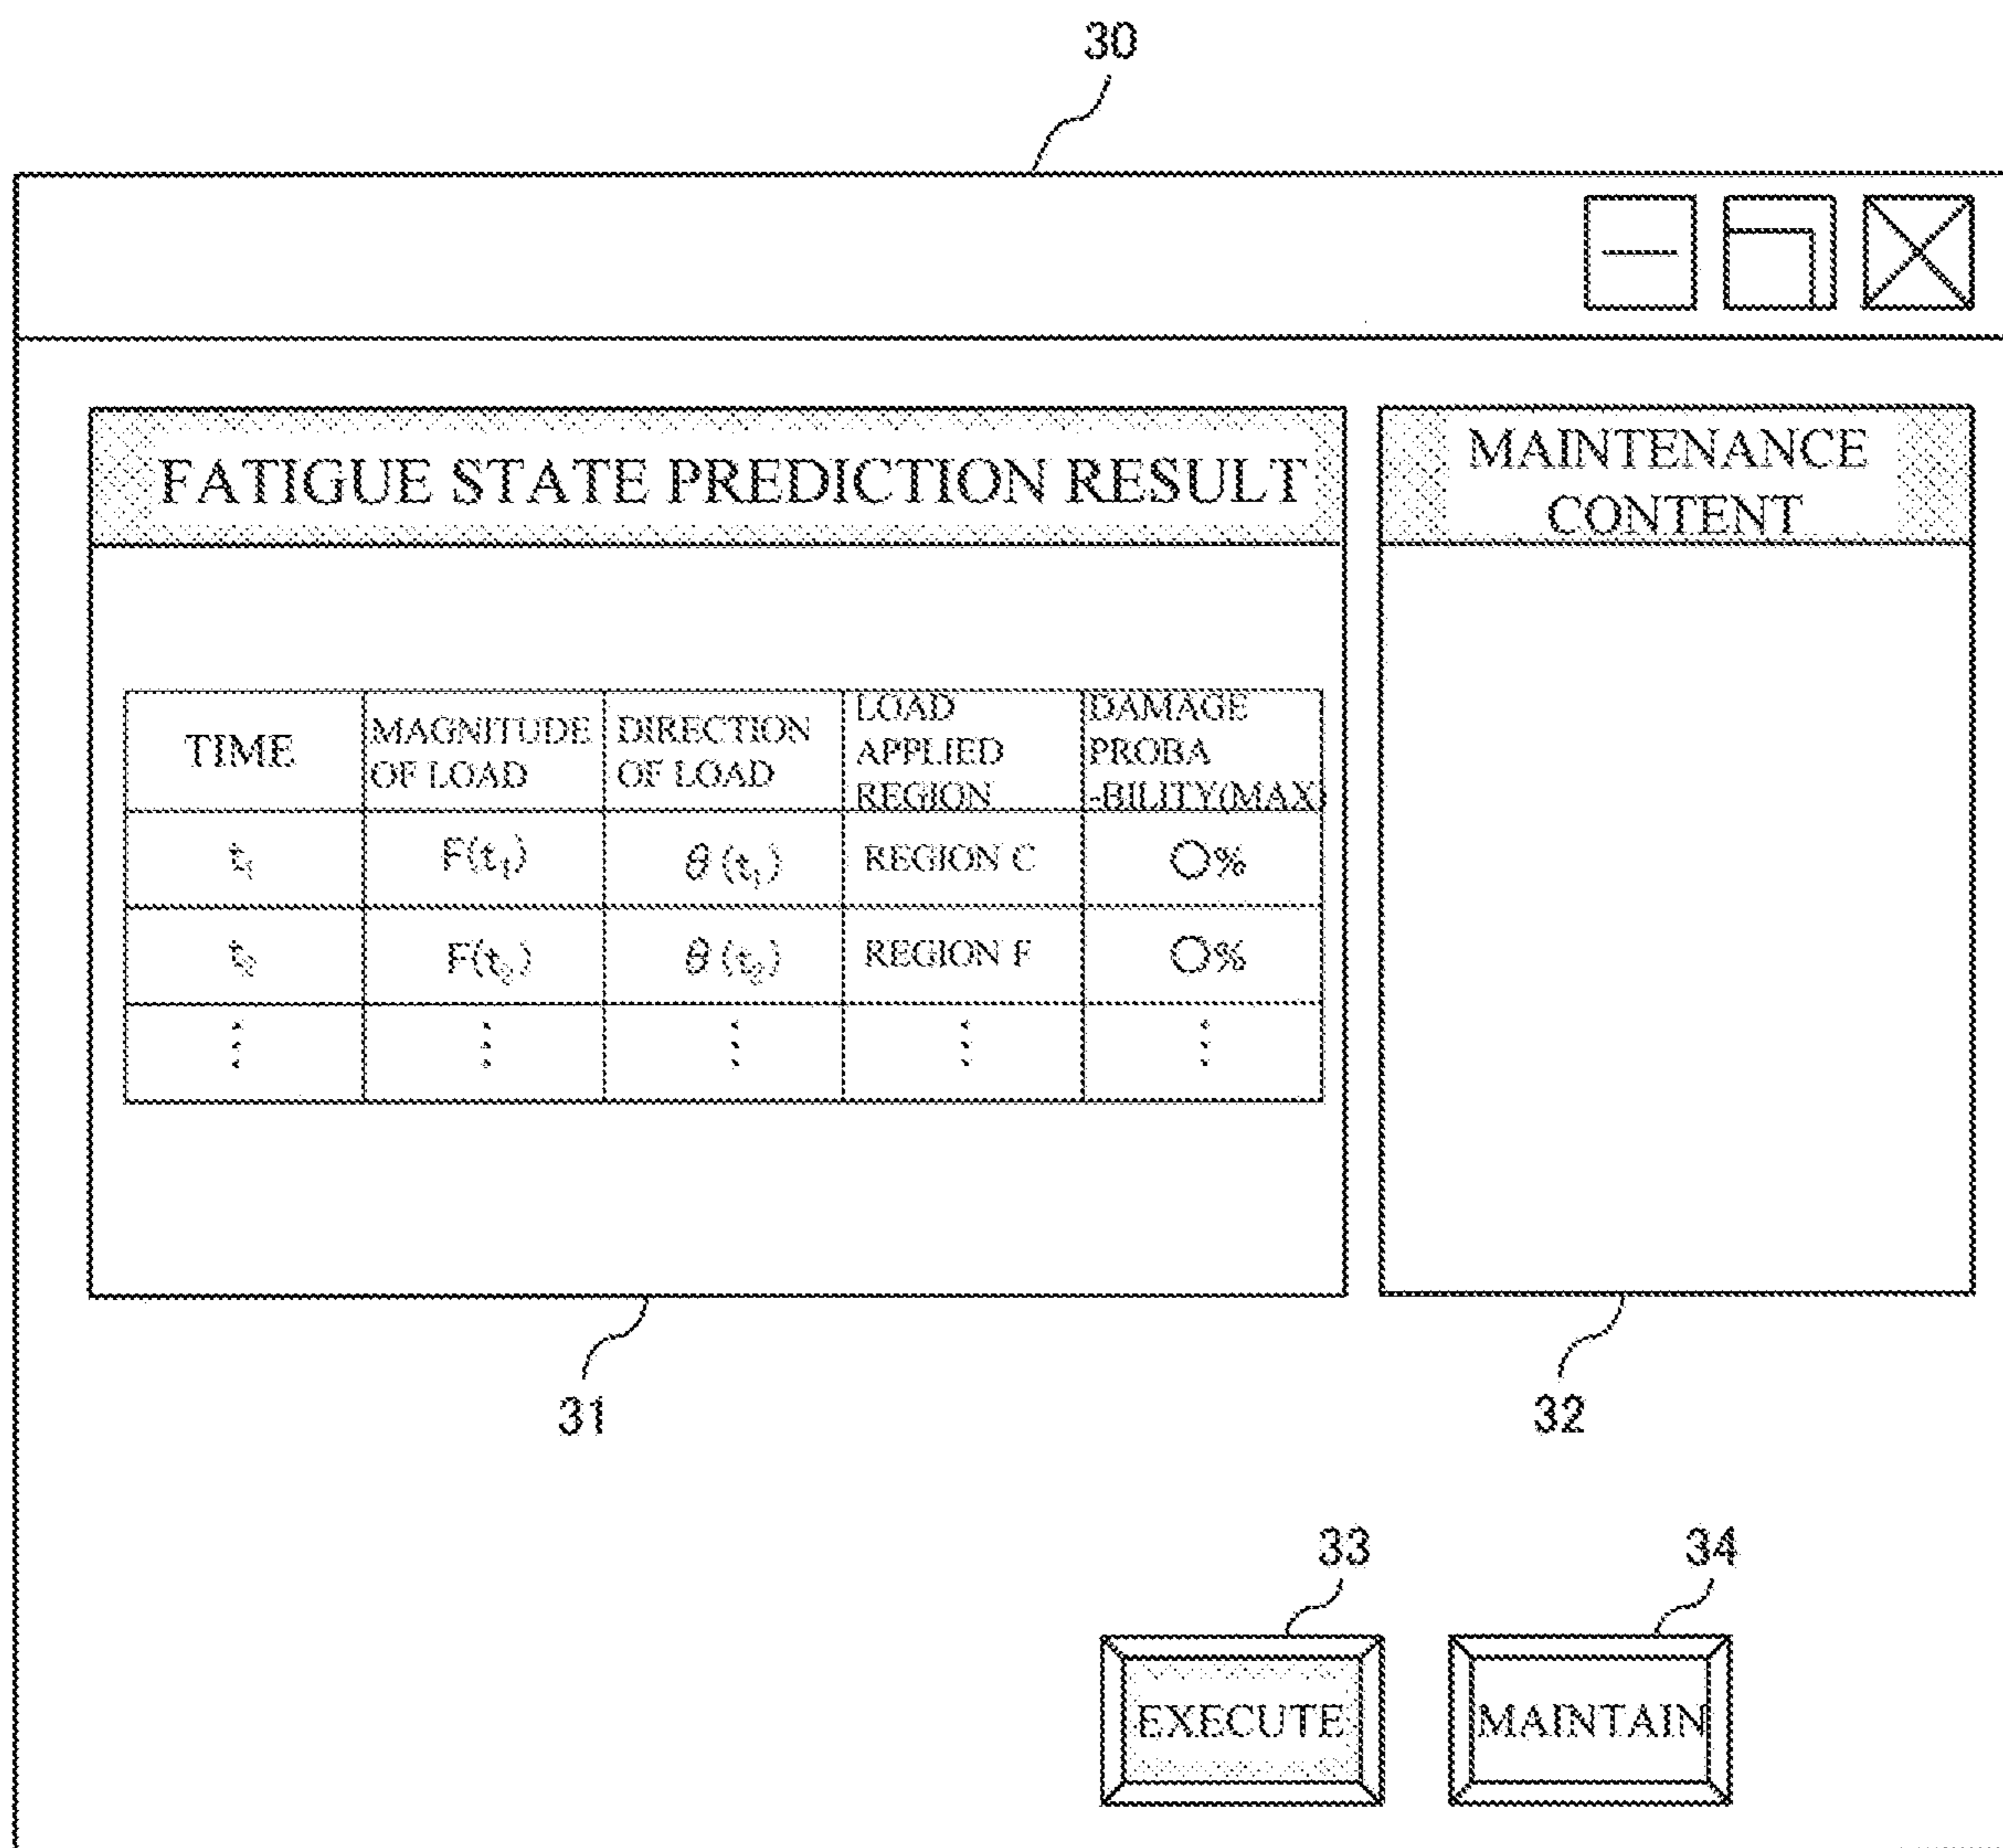 30
FATIGUE STATE PREDICTION RESULT
MAINTENANCE
CONTENT
TIME
MAGNITUDE
OF LOAD
DIRECTION
OF LOAD
LOAD
APPLIED
REGION
DAMAGE
PROBA
-BILITY(MAX)
t₁ F(t₁) θ(t₁) REGION C ○%
t₂ F(t₂) θ(t₂) REGION F ○%
⋮ ⋮ ⋮ ⋮ ⋮
31
32
33
34
EXECUTE
MAINTAIN